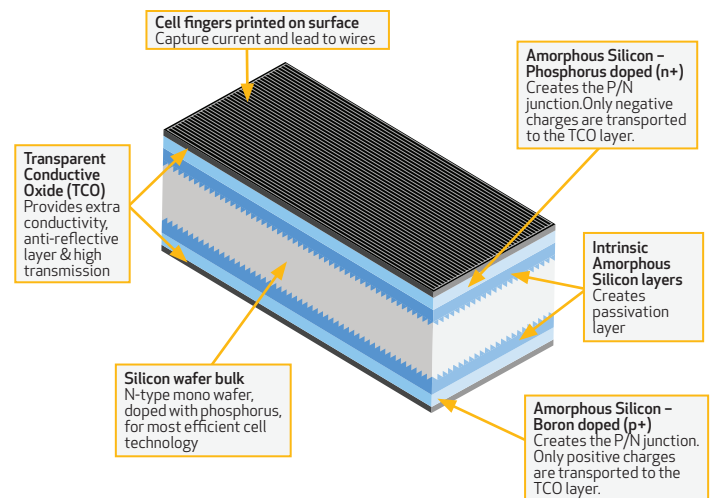 Cell fingers printed on surface
Capture current and lead to wires
Amorphous Silicon –
Phosphorus doped (n+)
Creates the P/N
junction.Only negative
charges are transported
to the TCO layer.
Transparent
Conductive
Oxide (TCO)
Provides extra
conductivity,
anti-reflective
layer & high
transmission
Intrinsic
Amorphous
Silicon layers
Creates
passivation
layer
Silicon wafer bulk
N-type mono wafer,
doped with phosphorus,
for most efficient cell
technology
Amorphous Silicon –
Boron doped (p+)
Creates the P/N junction.
Only positive charges
are transported to the
TCO layer.